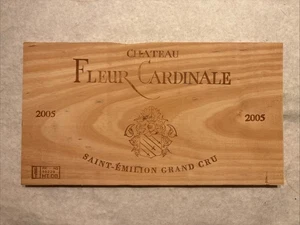 CHATEAU
FLEUR CARDINALE
2005 2005
SAINT-ÉMILION GRAND CRU